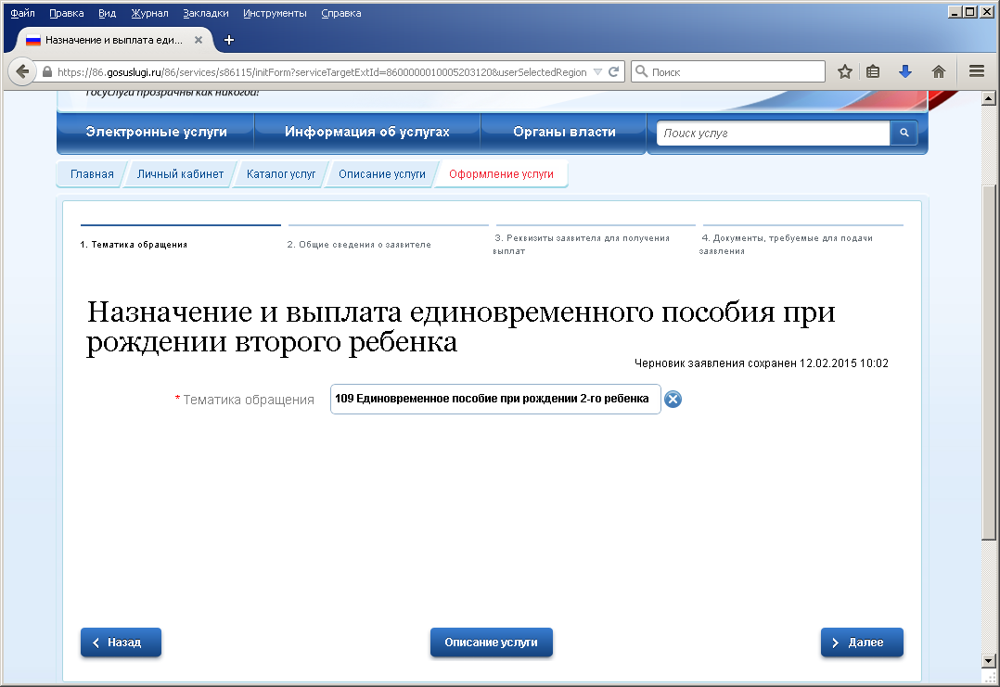 Файл Правка Вид Журнал Закладки Инструменты Справка
Назначение и выплата еди...
https://86.gosuslugi.ru/86/services/s86115/initForm?serviceTargetExtId=8600000010005203120&userSelectedRegion
Поиск
госуслуги прозрачны как никогда!
Электронные услуги Информация об услугах Органы власти Поиск услуг
Главная Личный кабинет Каталог услуг Описание услуги Оформление услуги
1. Тематика обращения
2. Общие сведения о заявителе
3. Реквизиты заявителя для получения
выплат
4. Документы, требуемые для подачи
заявления
Назначение и выплата единовременного пособия при
рождении второго ребенка
Черновик заявления сохранен 12.02.2015 10:02
* Тематика обращения 109 Единовременное пособие при рождении 2-го ребенка
Назад Описание услуги Далее